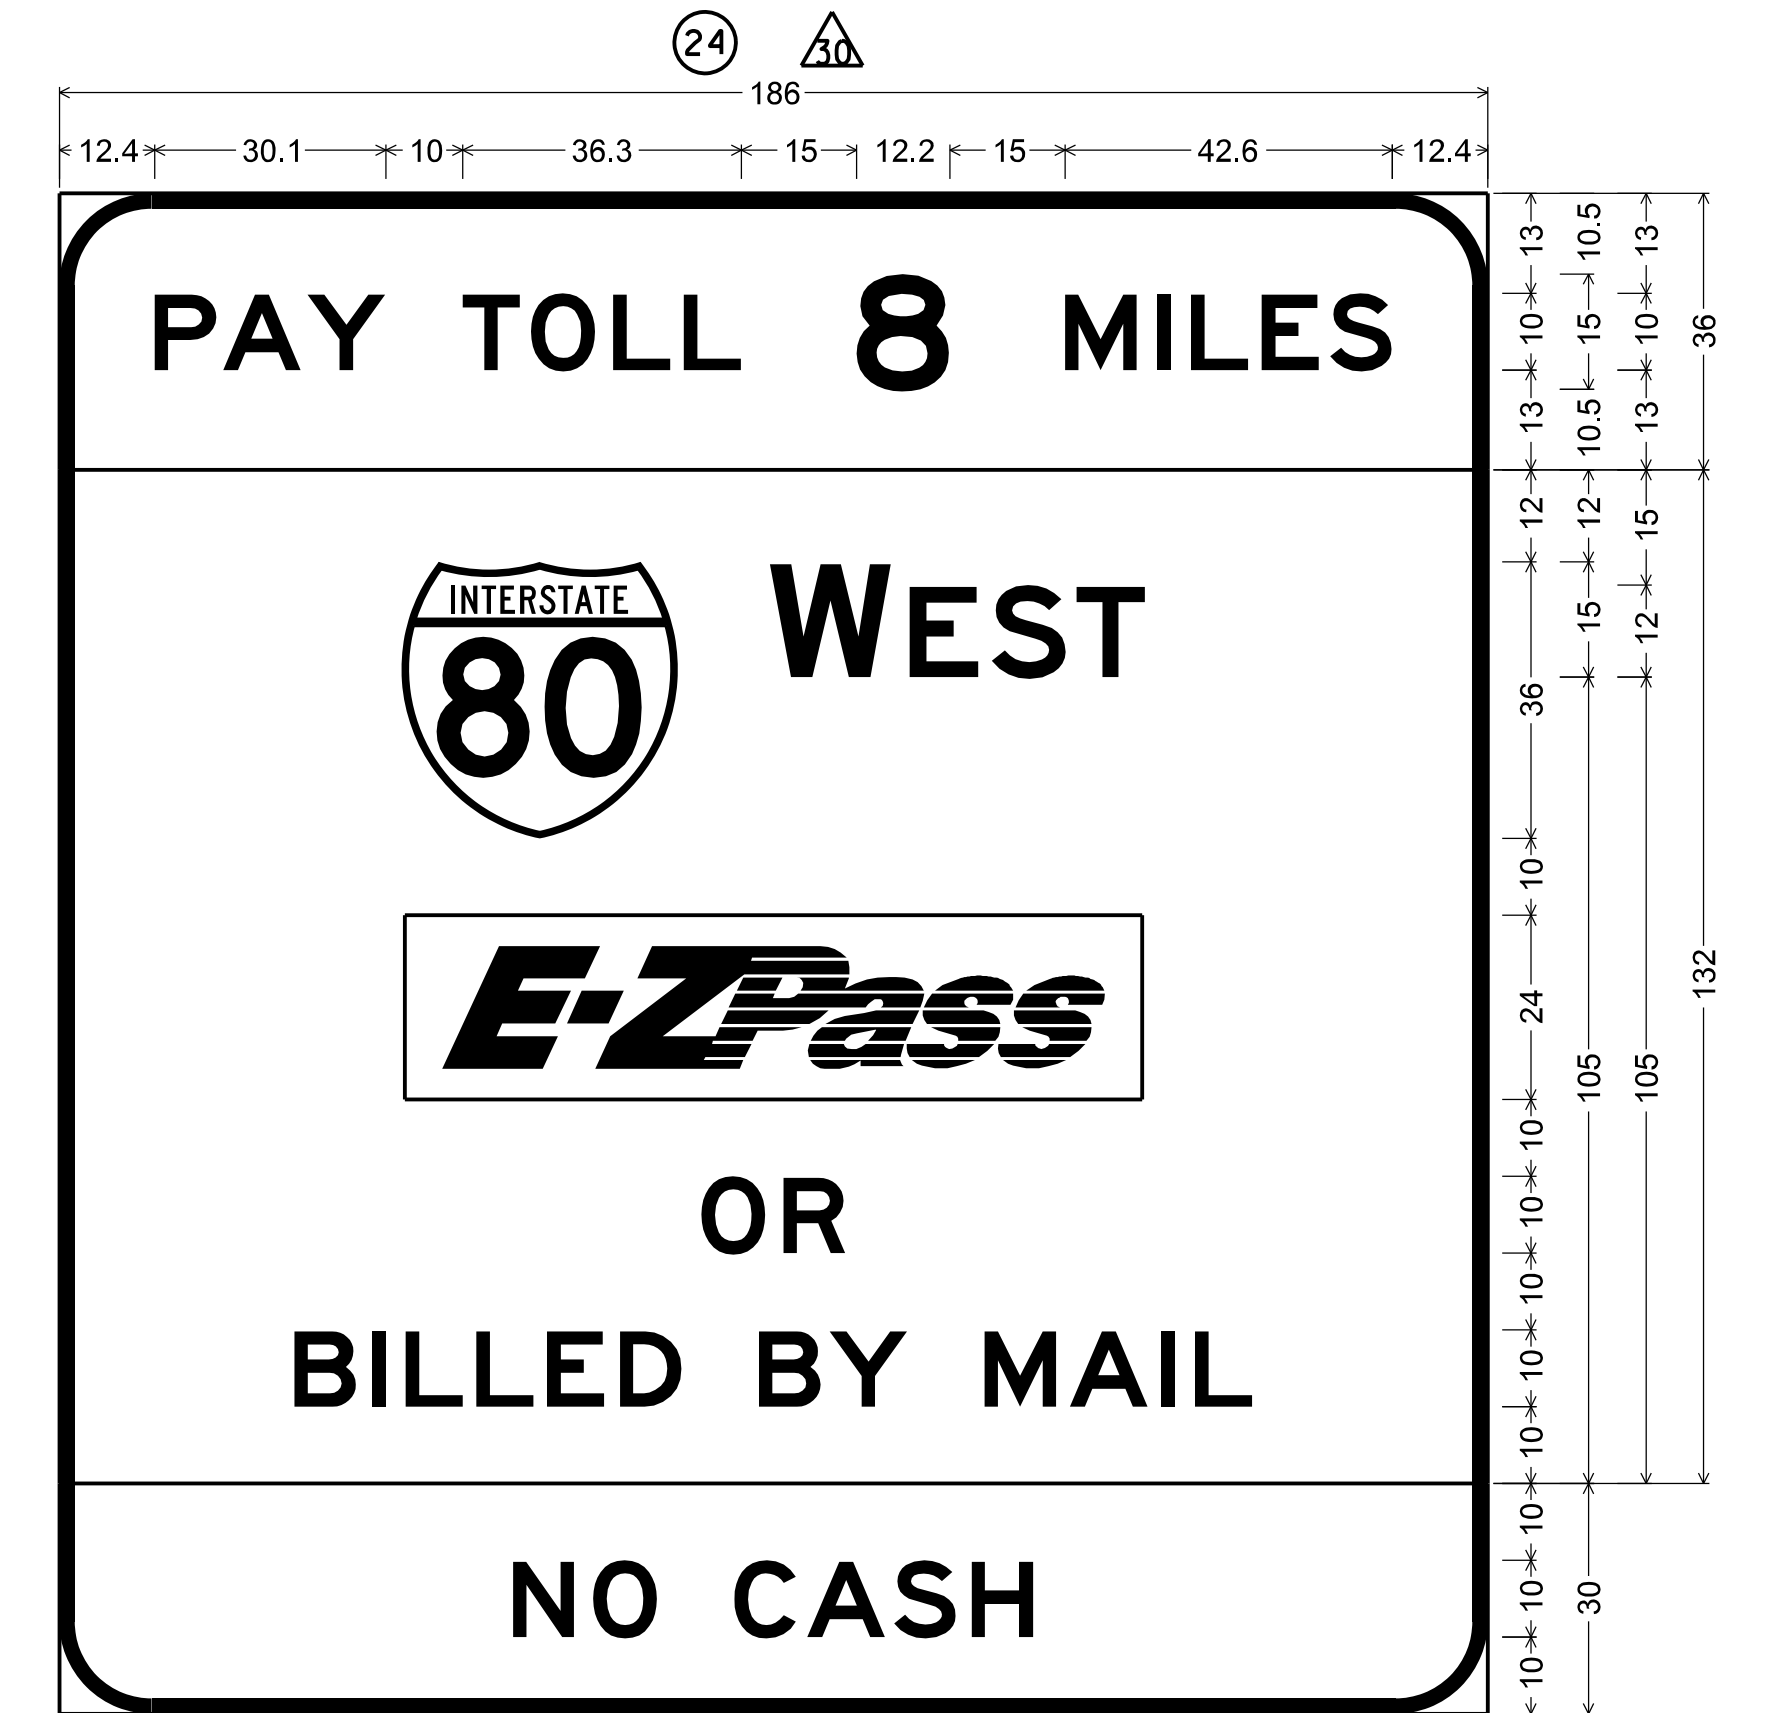 24 30
186
12.4 30.1 10 36.3 15 12.2 15 42.6 12.4
PAY TOLL 8 MILES
13 10.5 13
10 15 10 36
13 10.5 13
INTERSTATE
80
WEST
12 12 15
15 12
36
10
E-ZPass
24 105 105 132
10
OR
10
10
BILLED BY MAIL
10
10
NO CASH
10
10 30
10